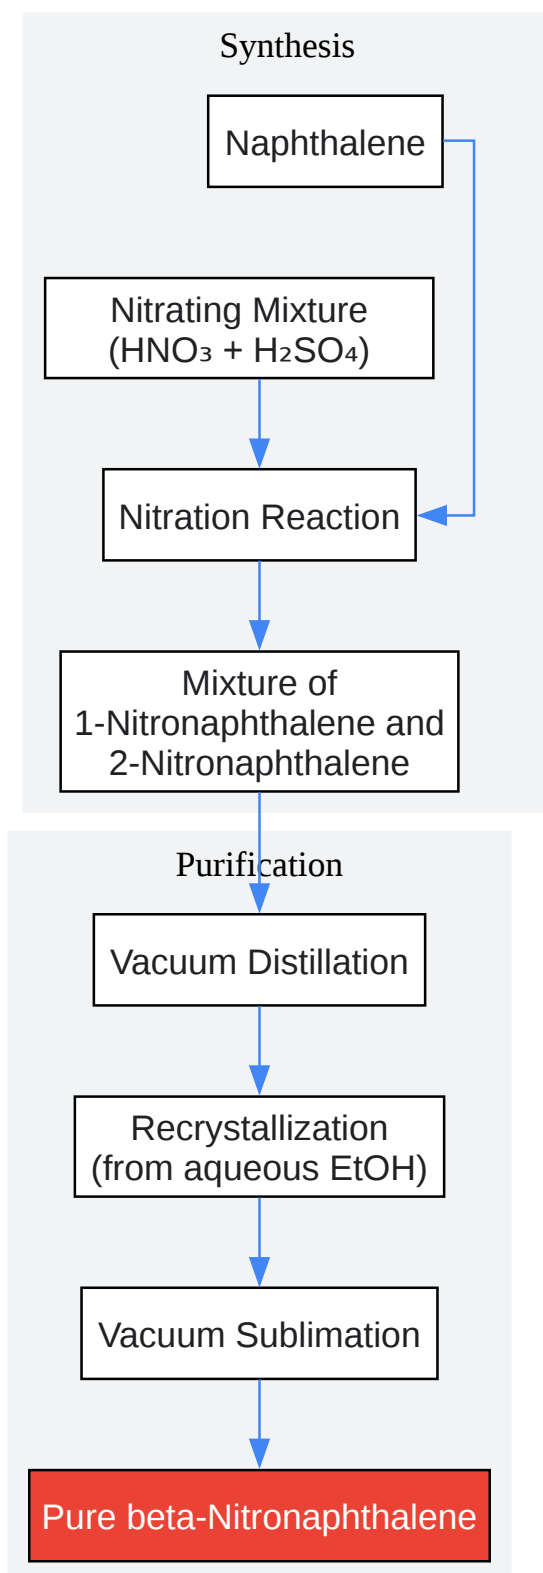 Synthesis
Naphthalene
Nitrating Mixture
(HNO₃ + H₂SO₄)
Nitration Reaction
Mixture of
1-Nitronaphthalene and
2-Nitronaphthalene
Purification
Vacuum Distillation
Recrystallization
(from aqueous EtOH)
Vacuum Sublimation
Pure beta-Nitronaphthalene